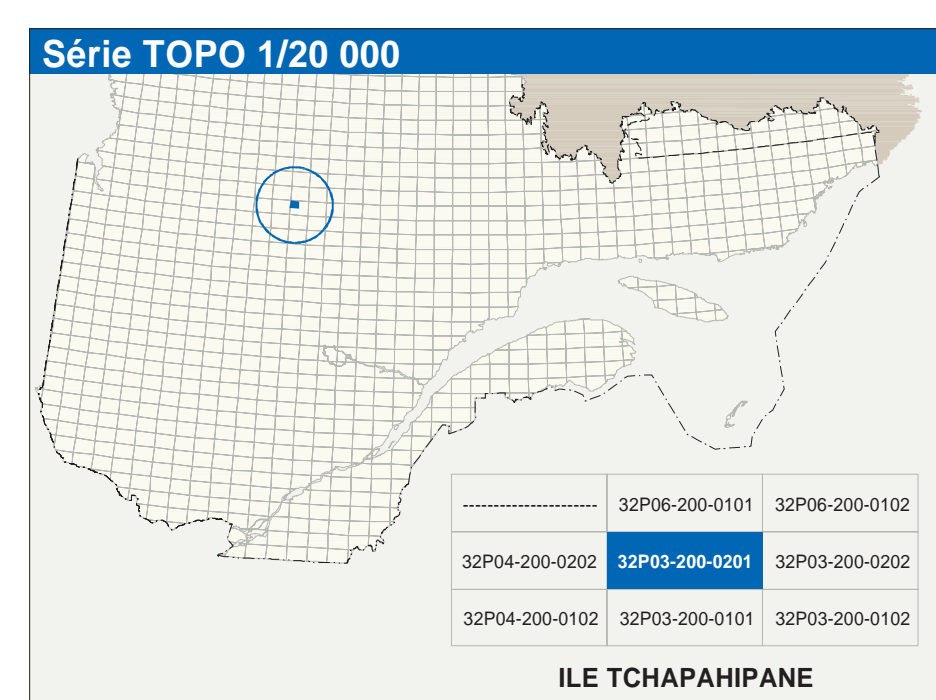 Série TOPO 1/20 000
---------------------- 32P06-200-0101 32P06-200-0102
32P04-200-0202 32P03-200-0201 32P03-200-0202
32P04-200-0102 32P03-200-0101 32P03-200-0102
ILE TCHAPAHIPANE